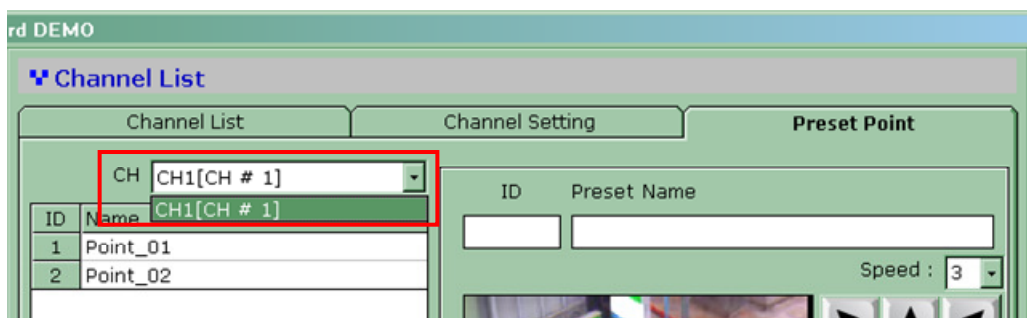 rd DEMO
Channel List
Channel List Channel Setting Preset Point
CH CH1[CH # 1]
CH1[CH # 1]
ID Name
1 Point_01
2 Point_02
ID Preset Name
Speed : 3